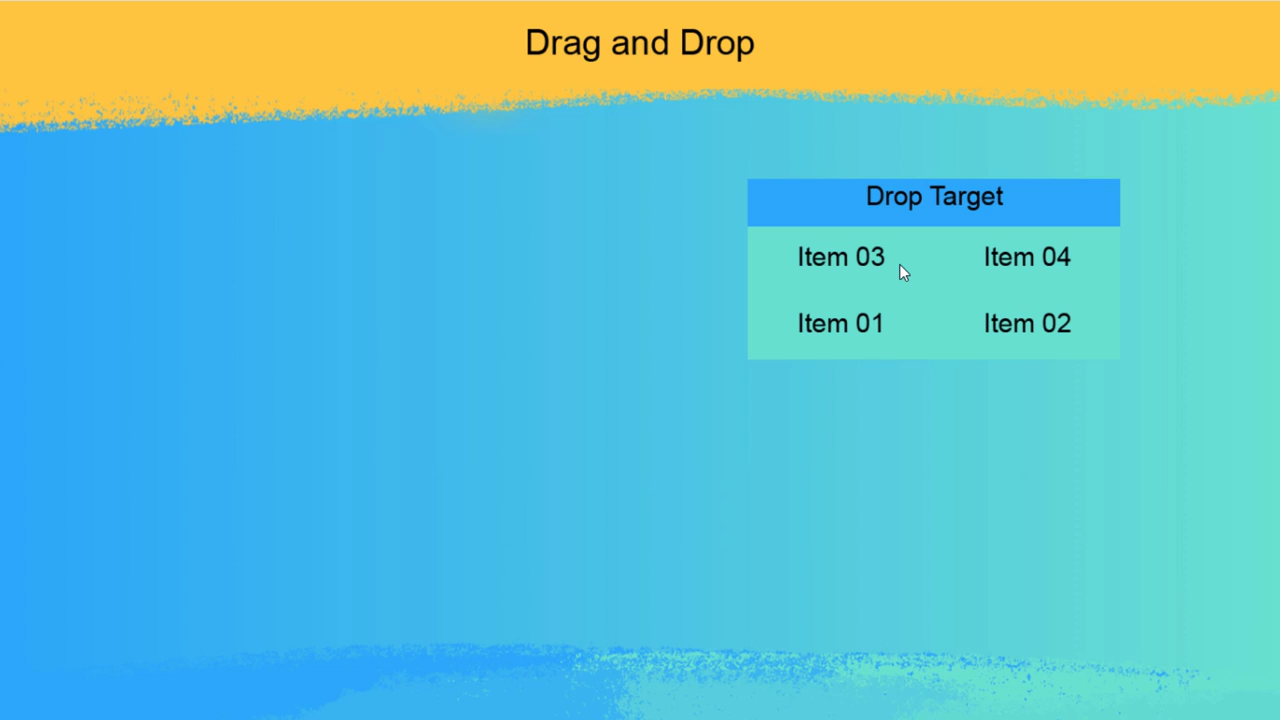 Drag and Drop
Drop Target
Item 03 Item 04
Item 01 Item 02